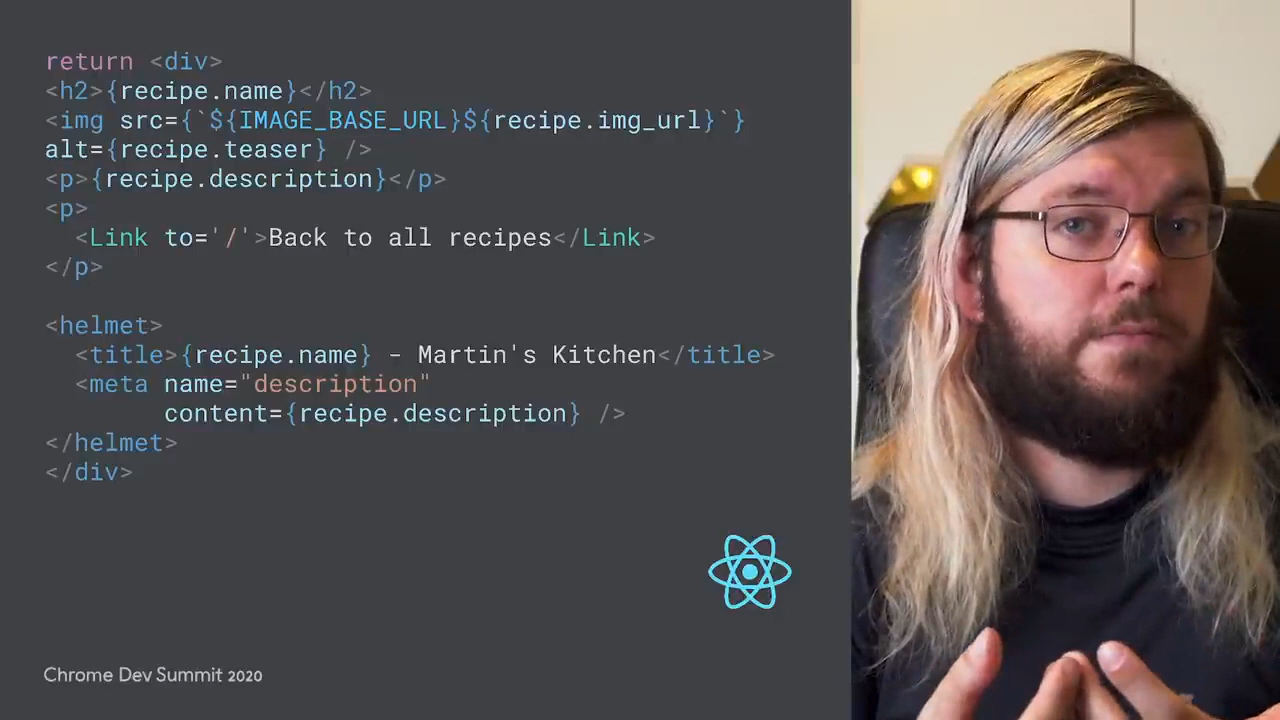 return <div>
<h2>{recipe.name}</h2>
<img src={`${IMAGE_BASE_URL}${recipe.img_url}`}
alt={recipe.teaser} />
<p>{recipe.description}</p>
<p>
  <Link to='/'>Back to all recipes</Link>
</p>

<helmet>
  <title>{recipe.name} - Martin's Kitchen</title>
  <meta name="description"
        content={recipe.description} />
</helmet>
</div>
Chrome Dev Summit 2020